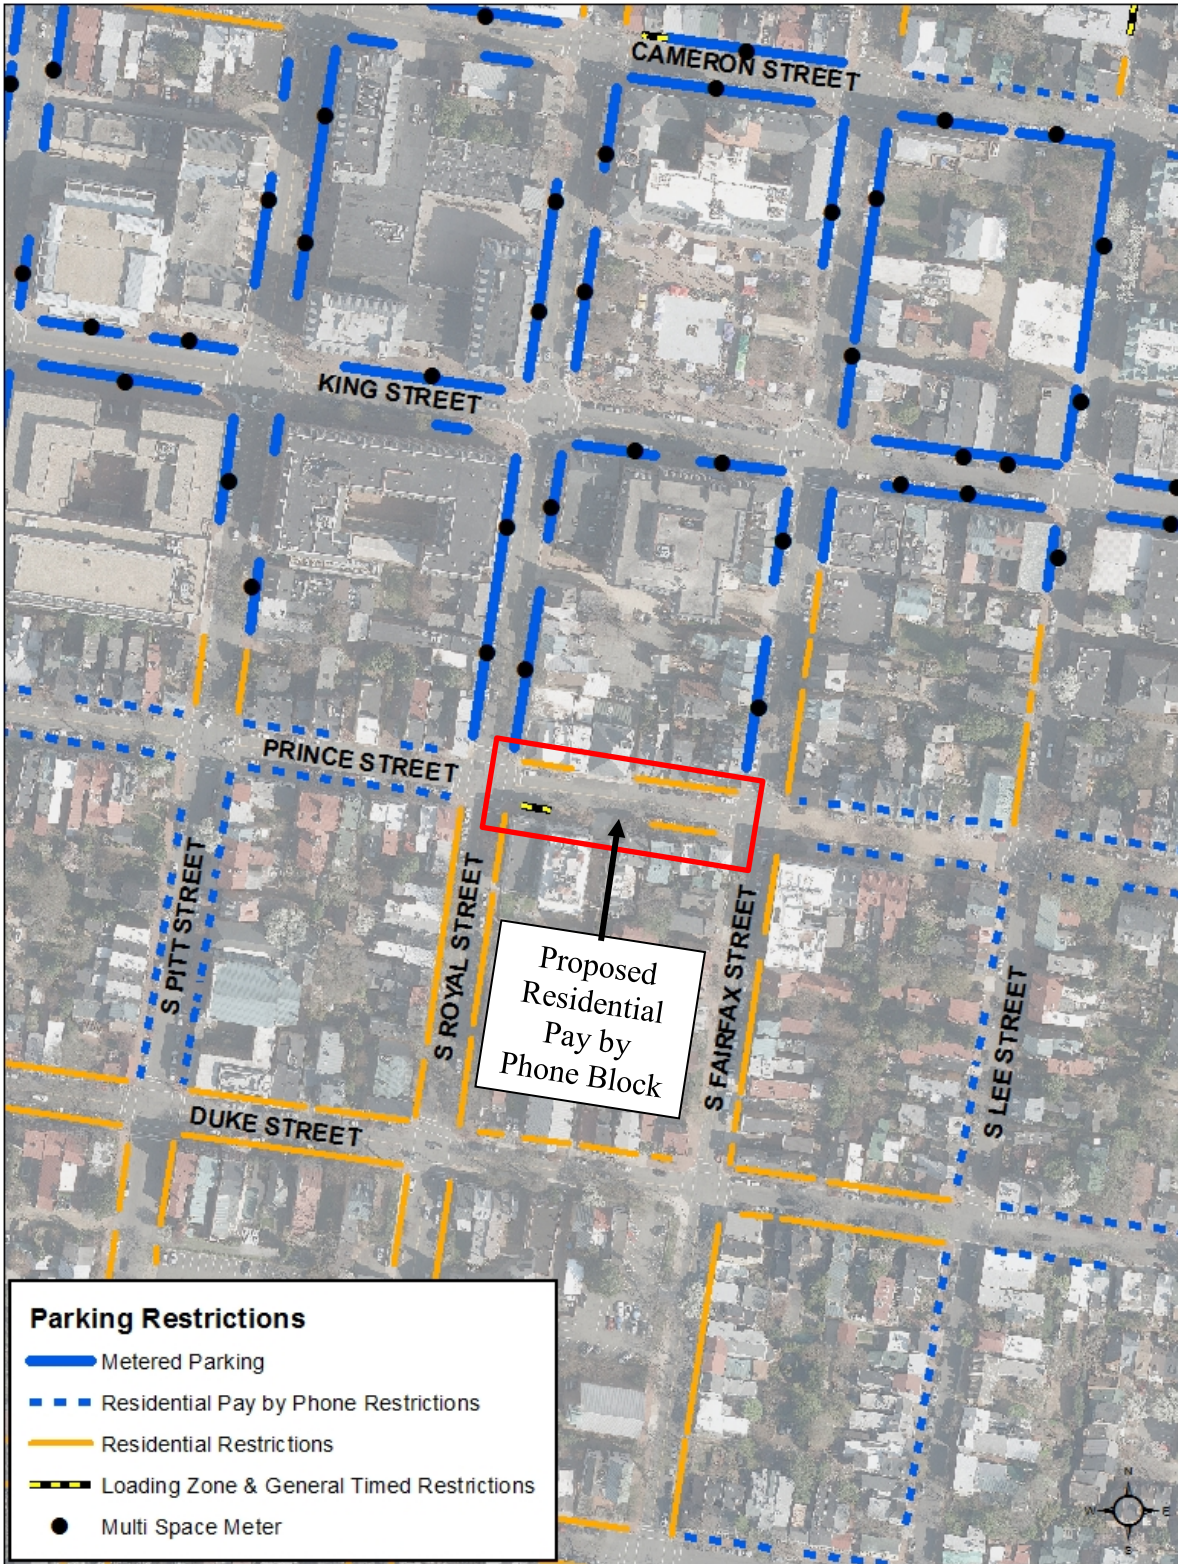 CAMERON STREET
KING STREET
PRINCE STREET
S PITT STREET
S ROYAL STREET
S FAIRFAX STREET
S LEE STREET
Proposed
Residential
Pay by
Phone Block
DUKE STREET
Parking Restrictions
Metered Parking
Residential Pay by Phone Restrictions
Residential Restrictions
Loading Zone & General Timed Restrictions
Multi Space Meter
N
W E
S